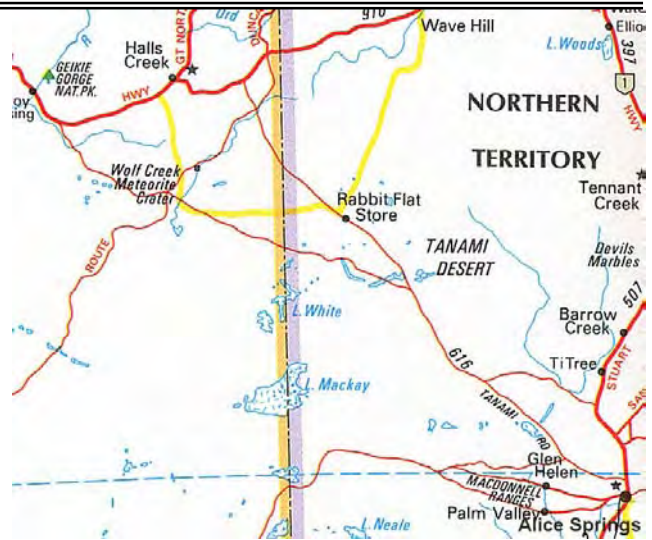 Ord
910
Wave Hill
L. Woods
397
HWY
1
Halls
Creek
GT NORT
R
GEIKIE
GORGE
NAT. PK.
HWY
NORTHERN
TERRITORY
Wolf Creek
Meteorite
Crater
Tennant
Creek
Rabbit Flat
Store
ROUTE
TANAMI
DESERT
Devils
Marbles
507
L. White
Barrow
Creek
Ti Tree
STUART
616
L. Mackay
TANAMI RD
Glen
Helen
MACDONNELL
RANGES
Palm Valley
Alice Springs
L. Neale